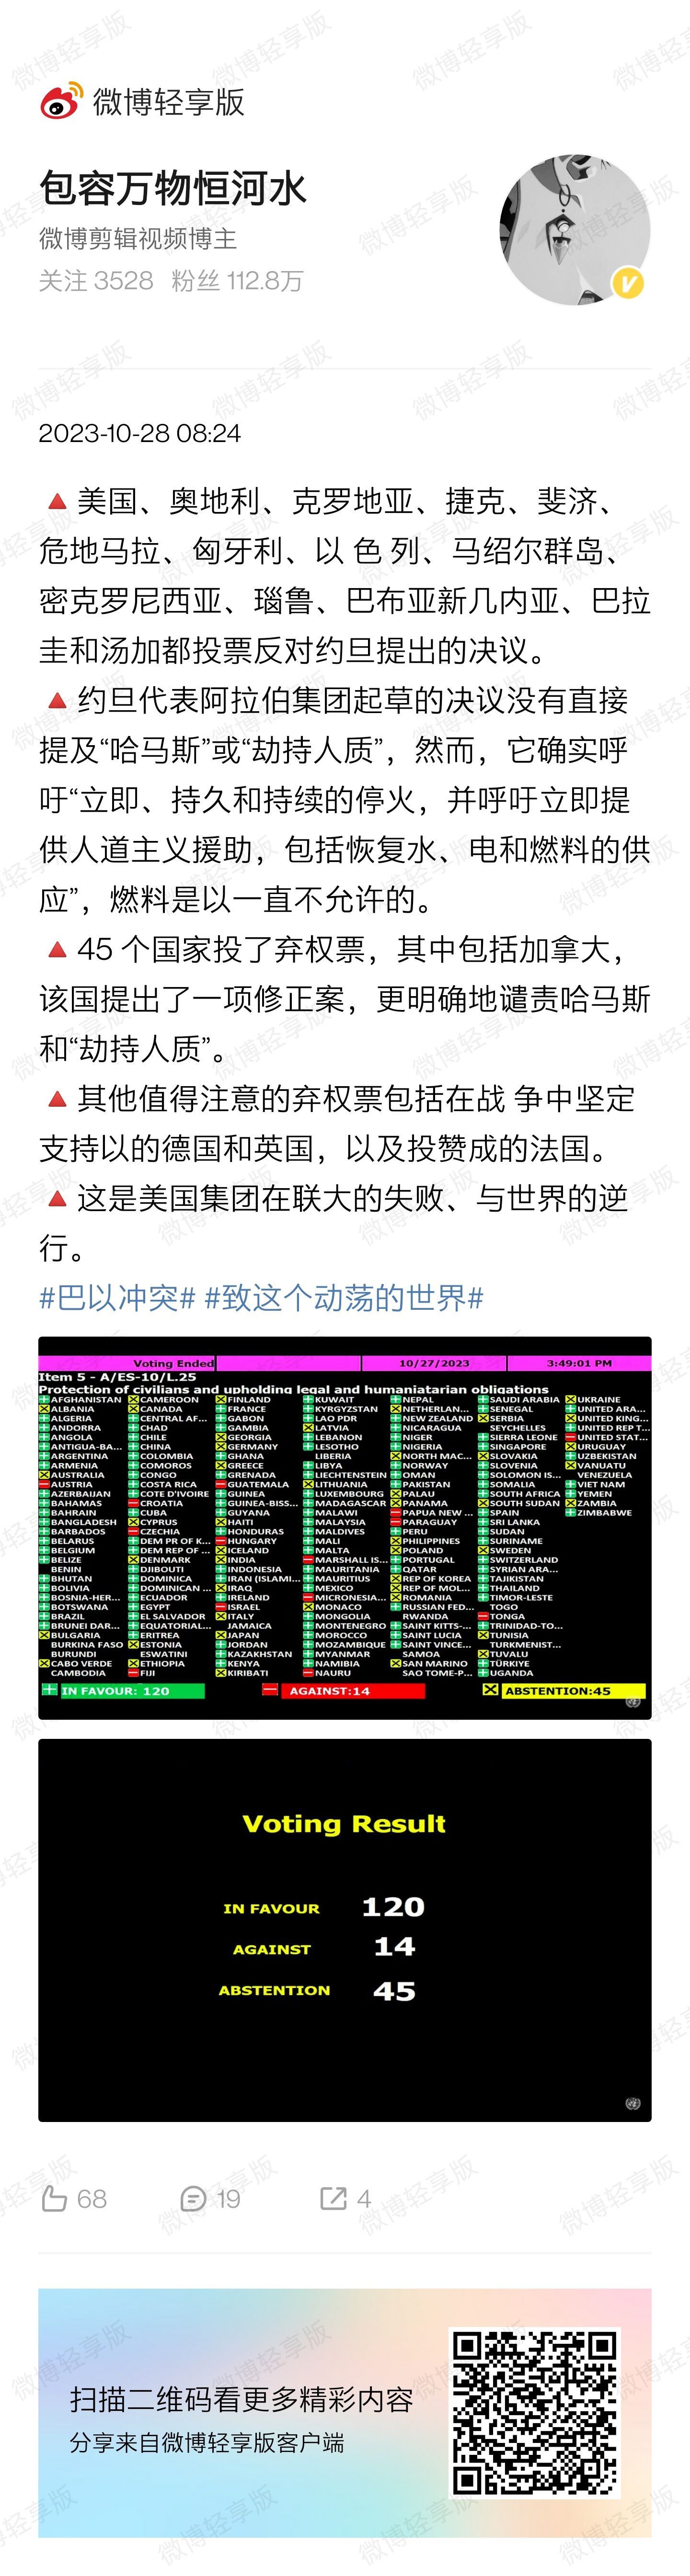 微博轻享版
包容万物恒河水
微博剪辑视频博主
关注 3528 粉丝 112.8万
2023-10-28 08:24
🔺美国、奥地利、克罗地亚、捷克、斐济、
危地马拉、匈牙利、以 色 列、马绍尔群岛、
密克罗尼西亚、瑙鲁、巴布亚新几内亚、巴拉
圭和汤加都投票反对约旦提出的决议。
🔺约旦代表阿拉伯集团起草的决议没有直接
提及“哈马斯”或“劫持人质”，然而，它确实呼
吁“立即、持久和持续的停火，并呼吁立即提
供人道主义援助，包括恢复水、电和燃料的供
应”，燃料是以一直不允许的。
🔺45 个国家投了弃权票，其中包括加拿大，
该国提出了一项修正案，更明确地谴责哈马斯
和“劫持人质”。
🔺其他值得注意的弃权票包括在战 争中坚定
支持以的德国和英国，以及投赞成的法国。
🔺这是美国集团在联大的失败、与世界的逆
行。
#巴以冲突# #致这个动荡的世界#
Voting Ended 10/27/2023 3:49:01 PM
Item 5 - A/ES-10/L.25
Protection of civilians and upholding legal and humaniatarian obligations
AFGHANISTAN CAMEROON FINLAND KUWAIT NEPAL SAUDI ARABIA UKRAINE
ALBANIA CANADA FRANCE KYRGYZSTAN NETHERLAN... SENEGAL UNITED ARA...
ALGERIA CENTRAL AF... GABON LAO PDR NEW ZEALAND SERBIA UNITED KING...
ANDORRA CHAD GAMBIA LATVIA NICARAGUA SEYCHELLES UNITED REP T...
ANGOLA CHILE GEORGIA LEBANON NIGER SIERRA LEONE UNITED STAT...
ANTIGUA-BA... CHINA GERMANY LESOTHO NIGERIA SINGAPORE URUGUAY
ARGENTINA COLOMBIA GHANA LIBERIA NORTH MAC... SLOVAKIA UZBEKISTAN
ARMENIA COMOROS GREECE LIBYA NORWAY SLOVENIA VANUATU
AUSTRALIA CONGO GRENADA LIECHTENSTEIN OMAN SOLOMON IS... VENEZUELA
AUSTRIA COSTA RICA GUATEMALA LITHUANIA PAKISTAN SOMALIA VIET NAM
AZERBAIJAN COTE D'IVOIRE GUINEA LUXEMBOURG PALAU SOUTH AFRICA YEMEN
BAHAMAS CROATIA GUINEA-BISS... MADAGASCAR PANAMA SOUTH SUDAN ZAMBIA
BAHRAIN CUBA GUYANA MALAWI PAPUA NEW ... SPAIN ZIMBABWE
BANGLADESH CYPRUS HAITI MALAYSIA PARAGUAY SRI LANKA
BARBADOS CZECHIA HONDURAS MALDIVES PERU SUDAN
BELARUS DEM PR OF K... HUNGARY MALI PHILIPPINES SURINAME
BELGIUM DEM REP OF ... ICELAND MALTA POLAND SWEDEN
BELIZE DENMARK INDIA MARSHALL IS... PORTUGAL SWITZERLAND
BENIN DJIBOUTI INDONESIA MAURITANIA QATAR SYRIAN ARA...
BHUTAN DOMINICA IRAN (ISLAMI... MAURITIUS REP OF KOREA TAJIKISTAN
BOLIVIA DOMINICAN ... IRAQ MEXICO REP OF MOL... THAILAND
BOSNIA-HER... ECUADOR IRELAND MICRONESIA... ROMANIA TIMOR-LESTE
BOTSWANA EGYPT ISRAEL MONACO RUSSIAN FED... TOGO
BRAZIL EL SALVADOR ITALY MONGOLIA RWANDA TONGA
BRUNEI DAR... EQUATORIAL... JAMAICA MONTENEGRO SAINT KITTS-... TRINIDAD-TO...
BULGARIA ERITREA JAPAN MOROCCO SAINT LUCIA TUNISIA
BURKINA FASO ESTONIA JORDAN MOZAMBIQUE SAINT VINCE... TURKMENIST...
BURUNDI ESWATINI KAZAKHSTAN MYANMAR SAMOA TUVALU
CABO VERDE ETHIOPIA KENYA NAMIBIA SAN MARINO TÜRKIYE
CAMBODIA FIJI KIRIBATI NAURU SAO TOME-P... UGANDA
IN FAVOUR: 120 AGAINST:14 ABSTENTION:45
Voting Result
IN FAVOUR 120
AGAINST 14
ABSTENTION 45
68 19 4
扫描二维码看更多精彩内容
分享来自微博轻享版客户端